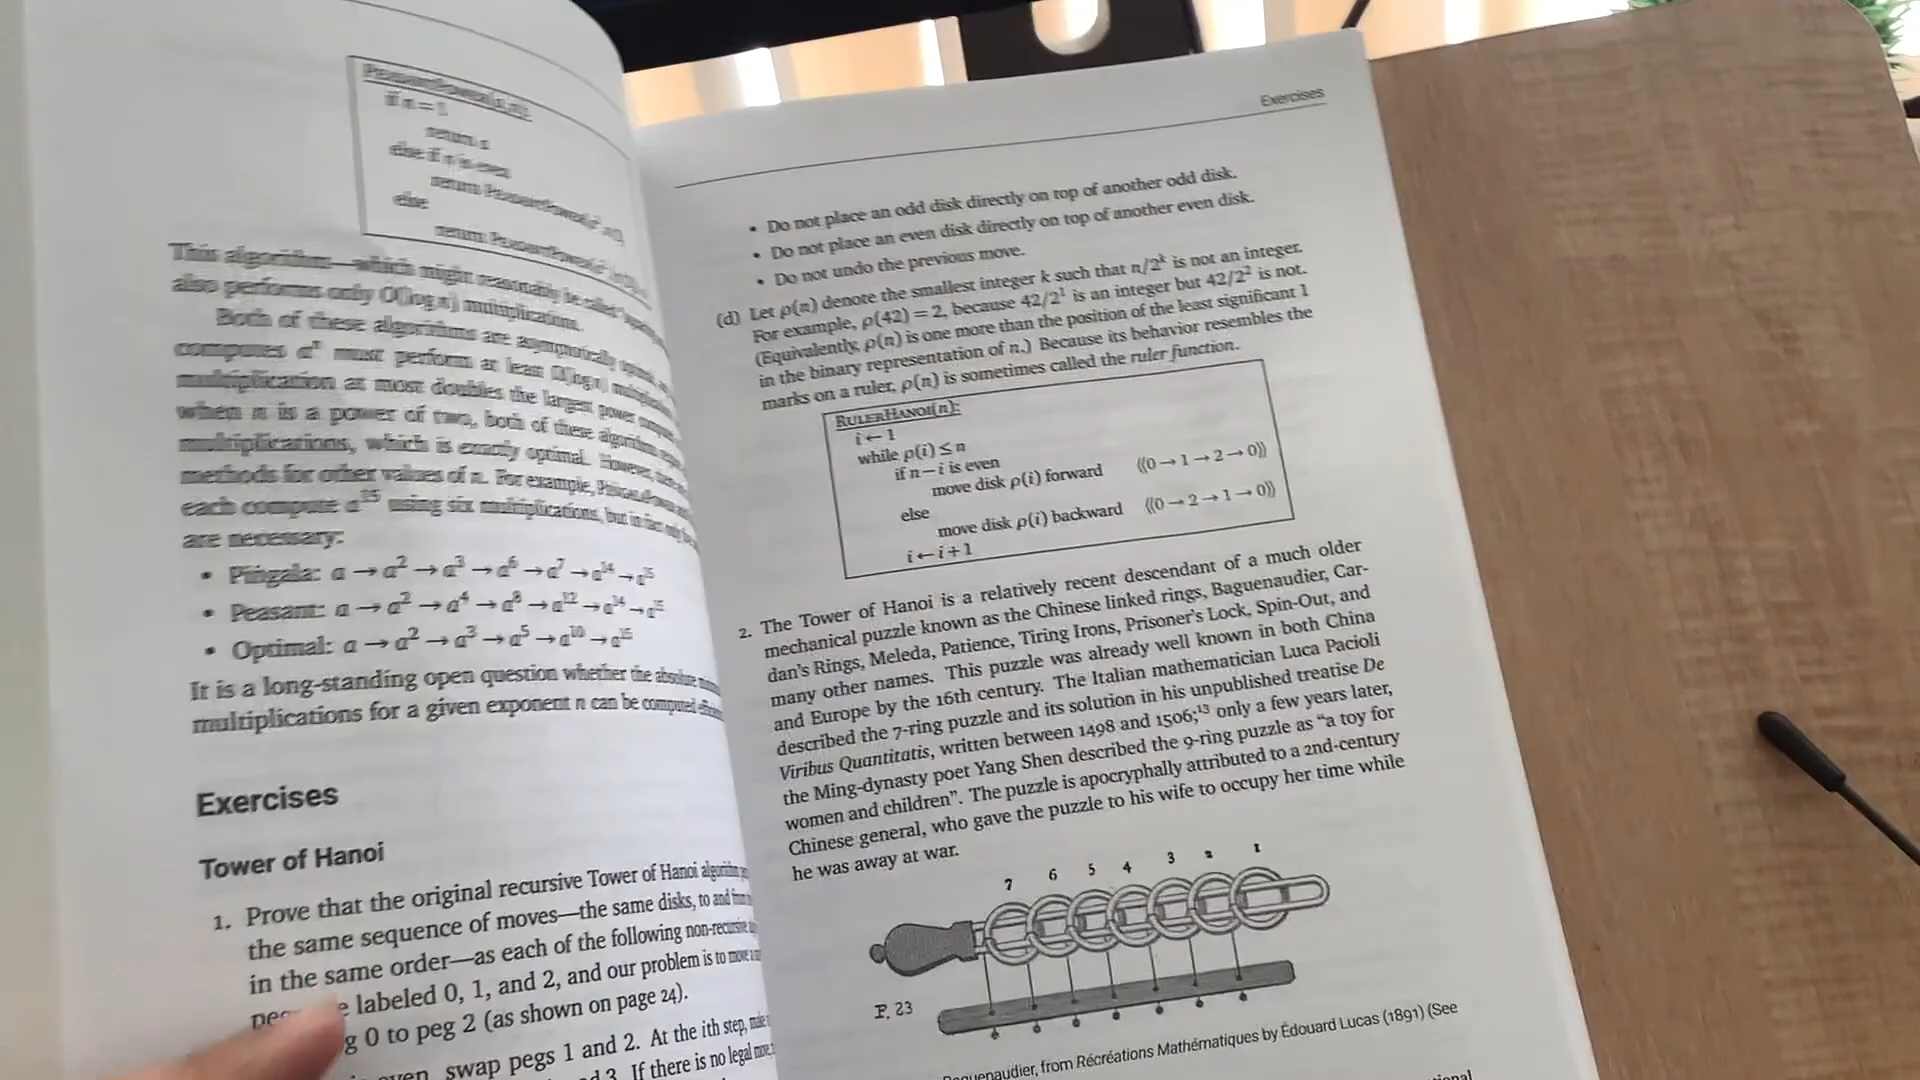 PeasantPower(a, n):
if n = 1
return a
else if n is even
return PeasantPower(
else
return PeasantPower(
This algorithm—which might reasonably be called
also performs only O(log n) multiplications.
Both of these algorithms are asymptotically
computes aⁿ must perform at least Ω(log n)
multiplication at most doubles the largest power
when n is a power of two, both of these algorithms
multiplications, which is exactly optimal. However,
methods for other values of n. For example,
each compute a¹⁵ using six multiplications, but in fact only
are necessary:
• Piṅgala: a → a² → a³ → a⁶ → a⁷ → a¹⁴ → a¹⁵
• Peasant: a → a² → a⁴ → a⁸ → a¹² → a¹⁴ → a¹⁵
• Optimal: a → a² → a³ → a⁵ → a¹⁰ → a¹⁵
It is a long-standing open question whether the absolute
multiplications for a given exponent n can be computed
Exercises
Tower of Hanoi
1. Prove that the original recursive Tower of Hanoi algorithm
the same sequence of moves—the same disks, to and from
in the same order—as each of the following non-recursive
labeled 0, 1, and 2, and our problem is to move
0 to peg 2 (as shown on page 24).
swap pegs 1 and 2. At the ith step, make
3. If there is no legal move,
Exercises
• Do not place an odd disk directly on top of another odd disk.
• Do not place an even disk directly on top of another even disk.
• Do not undo the previous move.
(d) Let ρ(n) denote the smallest integer k such that n/2ᵏ is not an integer.
For example, ρ(42) = 2, because 42/2¹ is an integer but 42/2² is not.
(Equivalently, ρ(n) is one more than the position of the least significant 1
in the binary representation of n.) Because its behavior resembles the
marks on a ruler, ρ(n) is sometimes called the ruler function.
RulerHanoi(n):
i ← 1
while ρ(i) ≤ n
if n − i is even
move disk ρ(i) forward ⟨⟨0 → 1 → 2 → 0⟩⟩
else
move disk ρ(i) backward ⟨⟨0 → 2 → 1 → 0⟩⟩
i ← i + 1
2. The Tower of Hanoi is a relatively recent descendant of a much older
mechanical puzzle known as the Chinese linked rings, Baguenaudier, Car-
dan's Rings, Meleda, Patience, Tiring Irons, Prisoner's Lock, Spin-Out, and
many other names. This puzzle was already well known in both China
and Europe by the 16th century. The Italian mathematician Luca Pacioli
described the 7-ring puzzle and its solution in his unpublished treatise De
Viribus Quantitatis, written between 1498 and 1506;¹³ only a few years later,
the Ming-dynasty poet Yang Shen described the 9-ring puzzle as “a toy for
women and children”. The puzzle is apocryphally attributed to a 2nd-century
Chinese general, who gave the puzzle to his wife to occupy her time while
he was away at war.
7 6 5 4 3 2 1
F. 23
Baguenaudier, from Récréations Mathématiques by Édouard Lucas (1891) (See